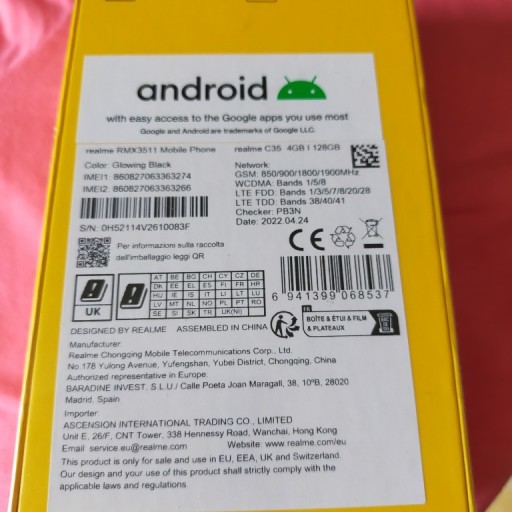 android
with easy access to the Google apps you use most
Google and Android are trademarks of Google LLC.
realme RMX3511 Mobile Phone
realme C35 4GB | 128GB
Color: Glowing Black
IMEI1: 860827063363274
IMEI2: 860827063363266
S/N: 0H52114V2610083F
Network:
GSM: 850/900/1800/1900MHz
WCDMA: Bands 1/5/8
LTE FDD: Bands 1/3/5/7/8/20/28
LTE TDD: Bands 38/40/41
Checker: PB3N
Date: 2022.04.24
Per informazioni sulla raccolta
dell'imballaggio leggi QR
CE
UK
AT BE BG CH CY CZ DE
DK EE EL ES FI FR HR
HU IE IS IT LI LT LU
LV MT NL NO PL PT RO
SE SI SK TR UK(NI)
6 941399 068537
DESIGNED BY REALME ASSEMBLED IN CHINA
FR
BOÎTE & ÉTUI & FILM
& PLATEAUX
Manufacturer:
Realme Chongqing Mobile Telecommunications Corp., Ltd.
No.178 Yulong Avenue, Yufengshan, Yubei District, Chongqing, China
Authorized representative in Europe:
SARADINE INVEST. S.L.U./ Calle Poeta Joan Maragall, 38, 10ºB, 28020
Madrid, Spain
Importer:
ASCENSION INTERNATIONAL TRADING CO., LIMITED
Unit E, 26/F, CNT Tower, 338 Hennessy Road, Wanchai, Hong Kong
Email: service.eu@realme.com Website: www.realme.com/eu
This product is only for sale and use in EU, EEA, UK and Switzerland.
Our design and your use of this product shall strictly comply with the
applicable laws and regulations